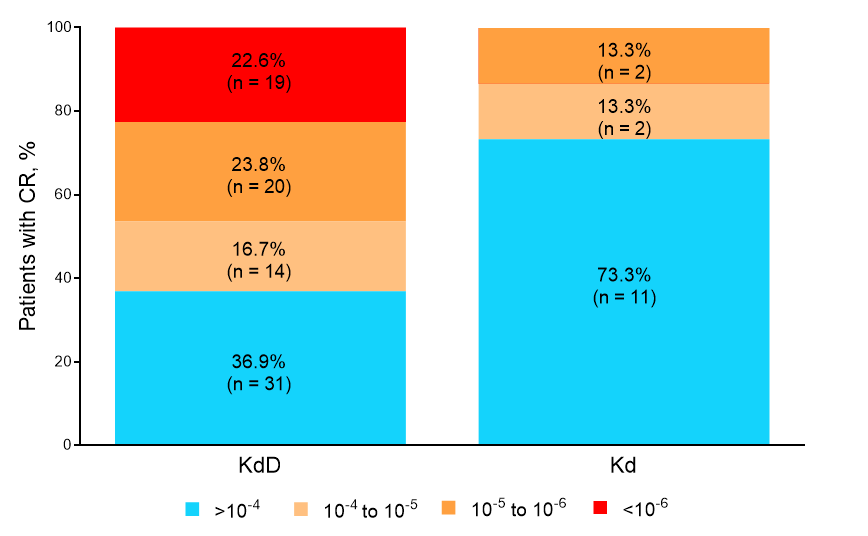 Patients with CR, %
100
80
60
40
20
0
22.6%
(n = 19)
23.8%
(n = 20)
16.7%
(n = 14)
36.9%
(n = 31)
13.3%
(n = 2)
13.3%
(n = 2)
73.3%
(n = 11)
KdD Kd
>10⁻⁴ 10⁻⁴ to 10⁻⁵ 10⁻⁵ to 10⁻⁶ <10⁻⁶